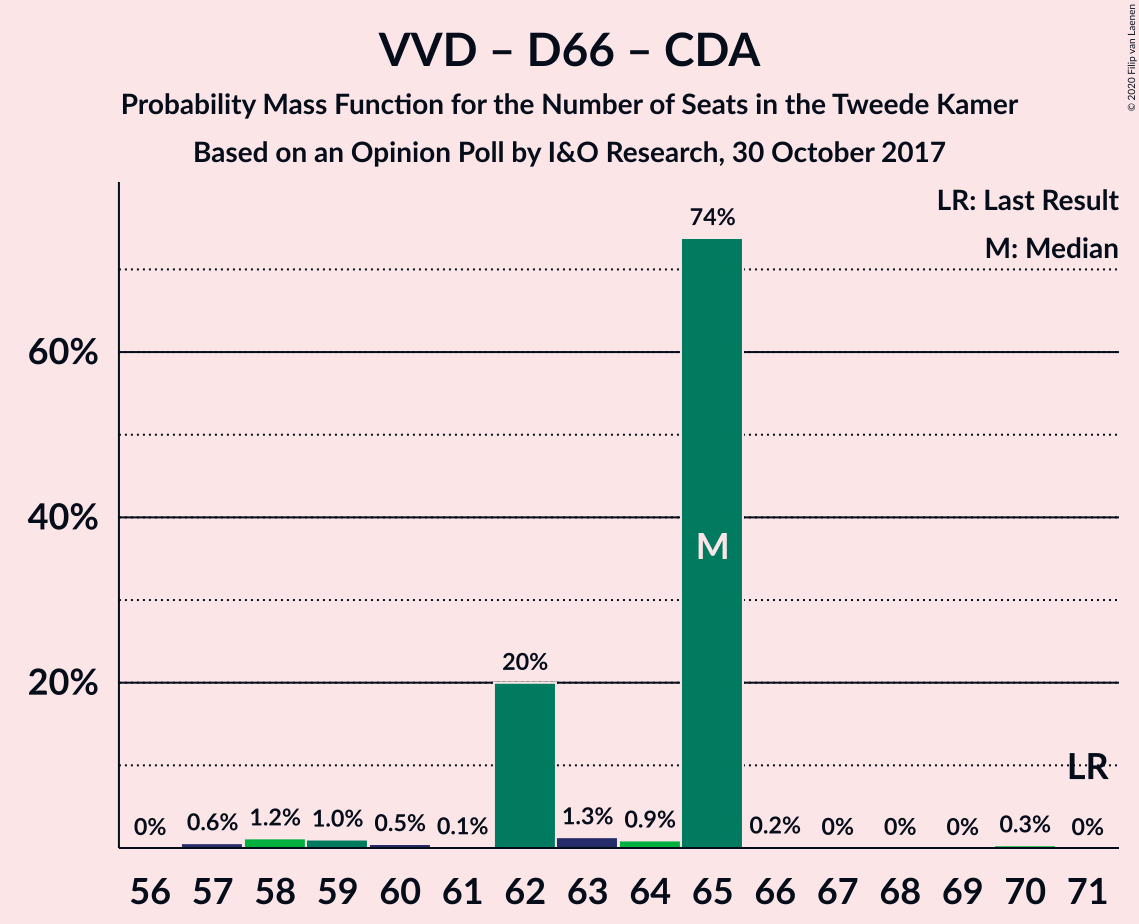 VVD – D66 – CDA
Probability Mass Function for the Number of Seats in the Tweede Kamer
Based on an Opinion Poll by I&O Research, 30 October 2017
© 2020 Filip van Laenen
LR: Last Result
M: Median
74%
60%
40%
M
20%
20%
LR
0%
0.6%
1.2%
1.0%
0.5%
0.1%
1.3%
0.9%
0.2%
0%
0%
0%
0.3%
0%
56 57 58 59 60 61 62 63 64 65 66 67 68 69 70 71